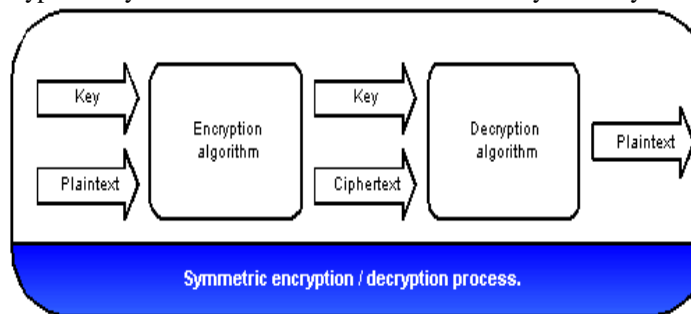 Key
Encryption
algorithm
Key
Decryption
algorithm
Plaintext
Plaintext
Ciphertext
Symmetric encryption / decryption process.